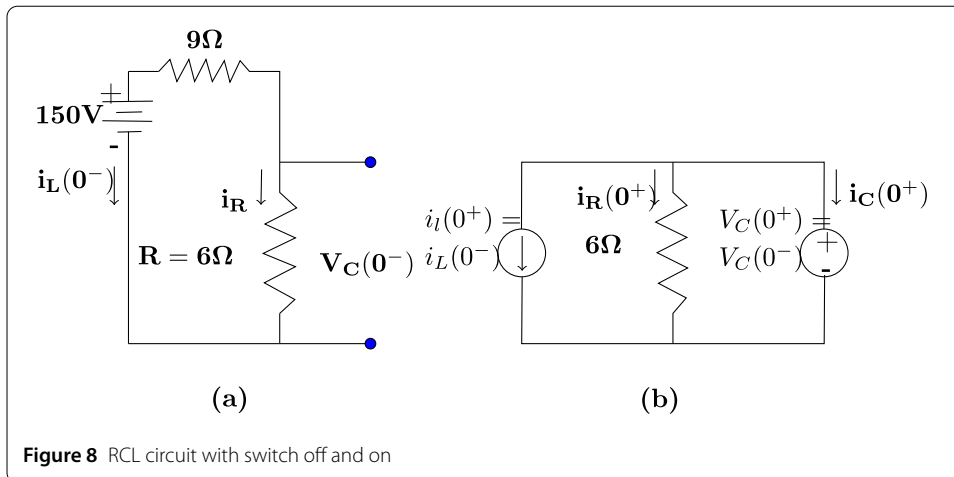 9Ω
+
150V
-
i_L(0⁻)
i_R
R = 6Ω
V_C(0⁻)
(a)
i_l(0⁺) =
i_L(0⁻)
i_R(0⁺)
6Ω
V_C(0⁺) =
V_C(0⁻)
+
-
i_C(0⁺)
(b)
Figure 8 RCL circuit with switch off and on